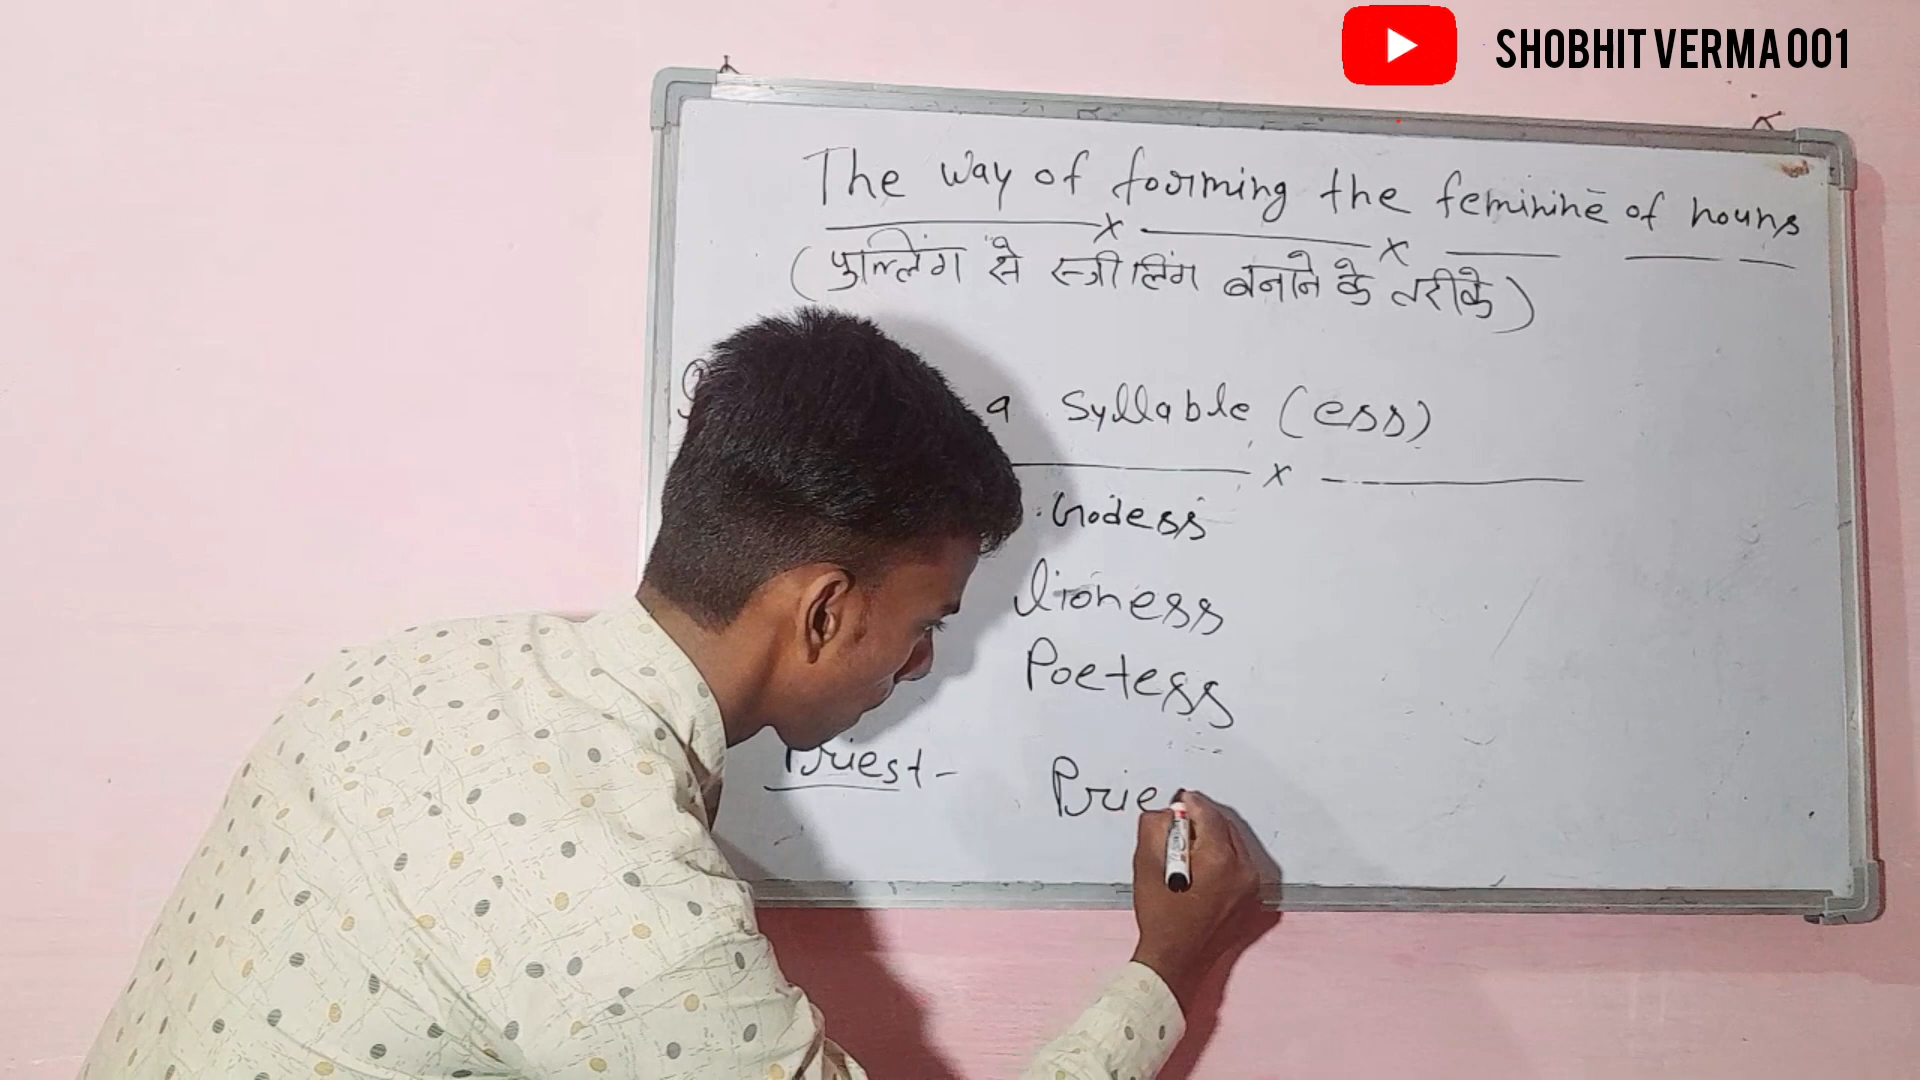 SHOBHIT VERMA 001
The way of forming the feminine of nouns
(पुल्लिंग से स्त्रीलिंग बनाने के तरीके)
a Syllable (ess)
Godess
lioness
Poetess
Priest - Prie